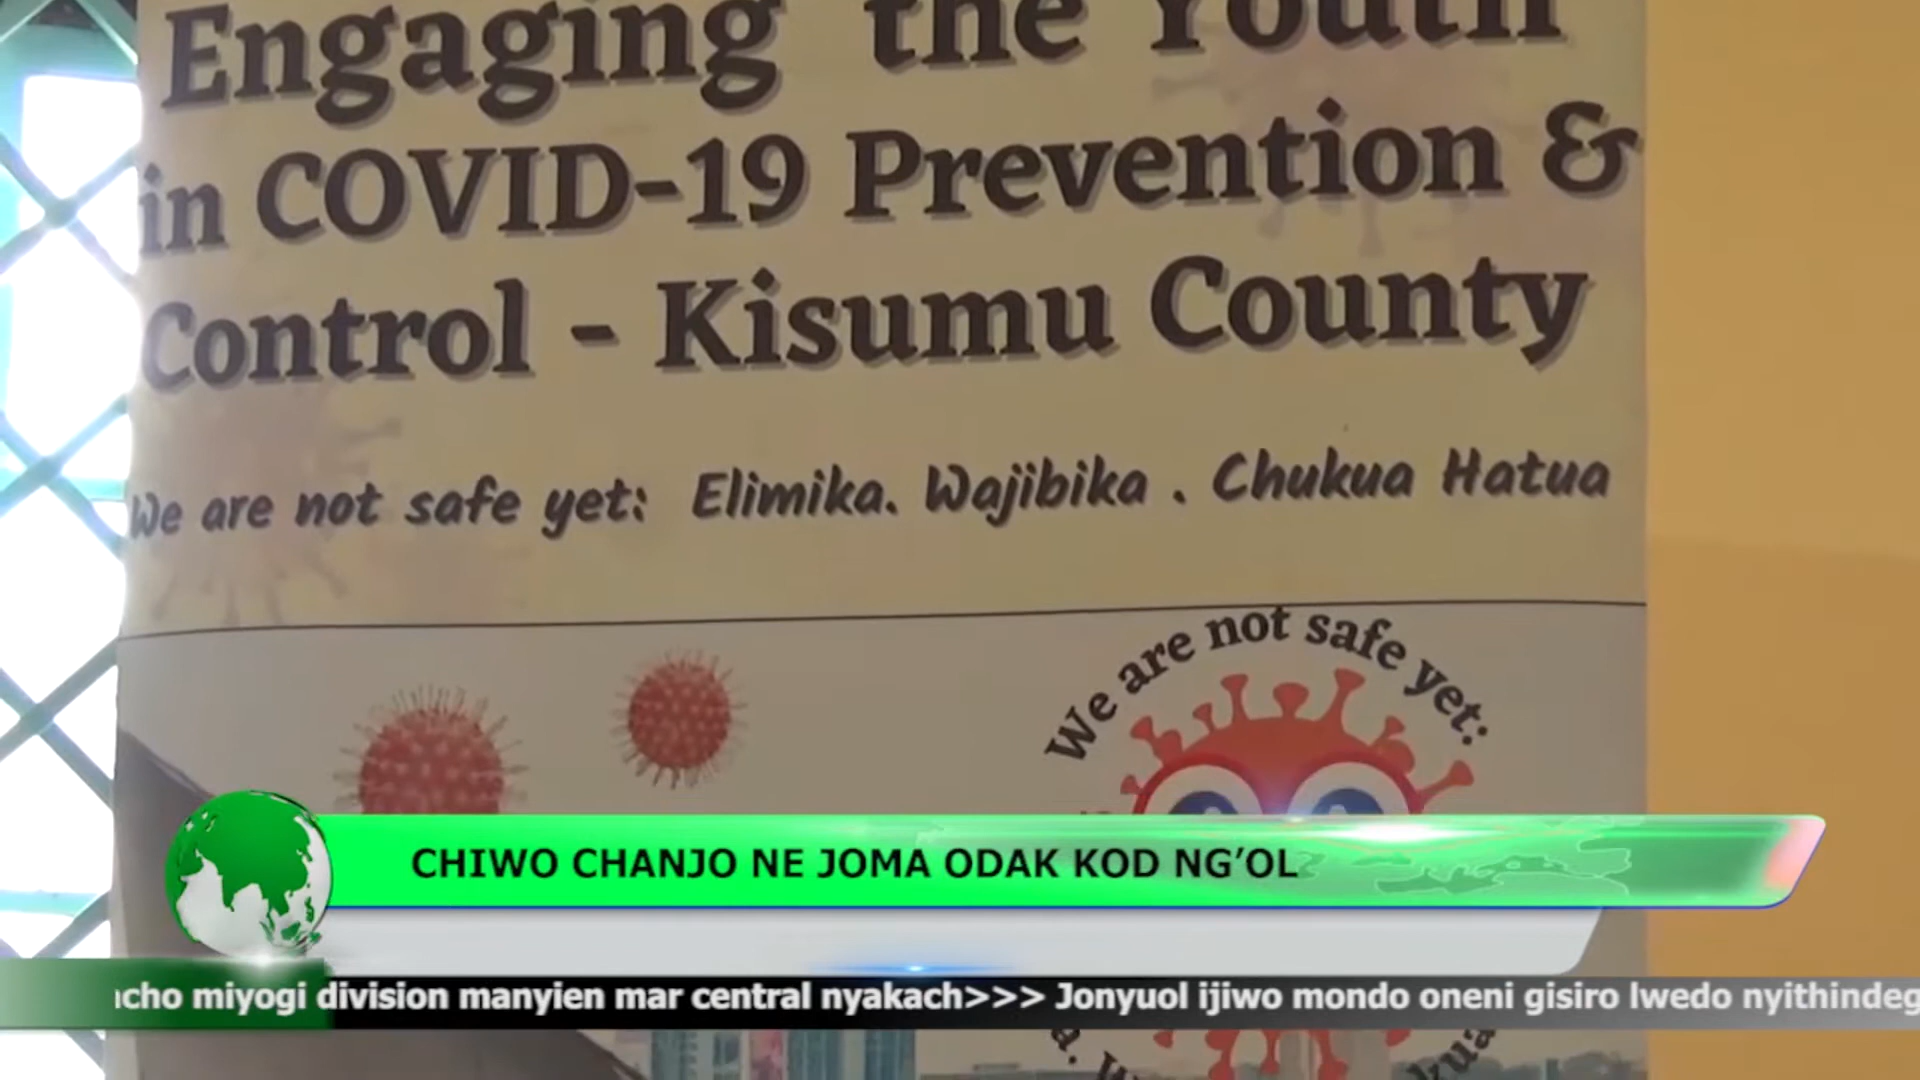 Engaging the Youth
in COVID-19 Prevention &
Control - Kisumu County
We are not safe yet: Elimika. Wajibika . Chukua Hatua
We are not safe yet:
CHIWO CHANJO NE JOMA ODAK KOD NG'OL
miyogi division manyien mar central nyakach>>> Jonyuol ijiwo mondo oneni gisiro lwedo